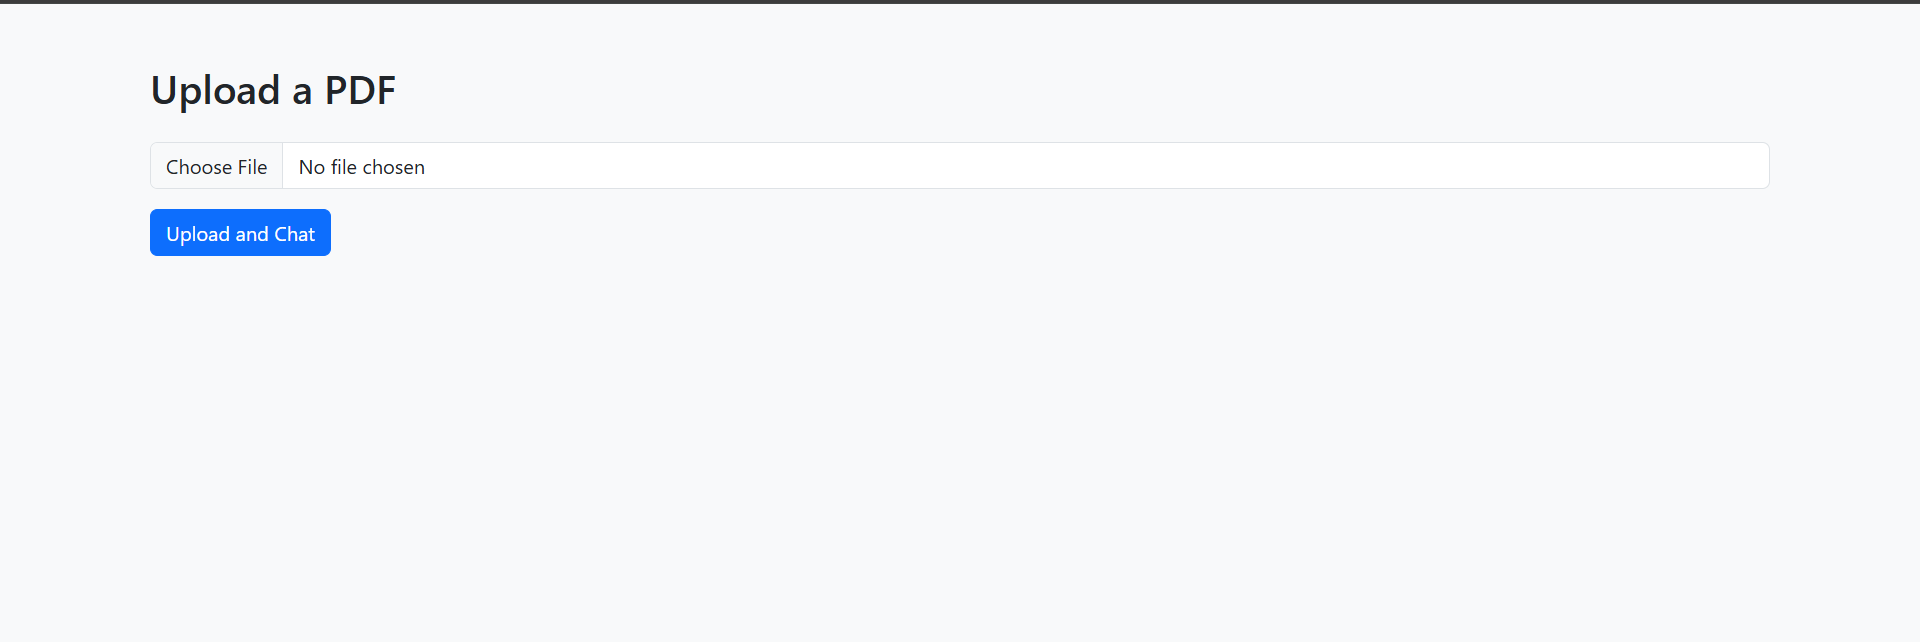 Upload a PDF
Choose File No file chosen
Upload and Chat